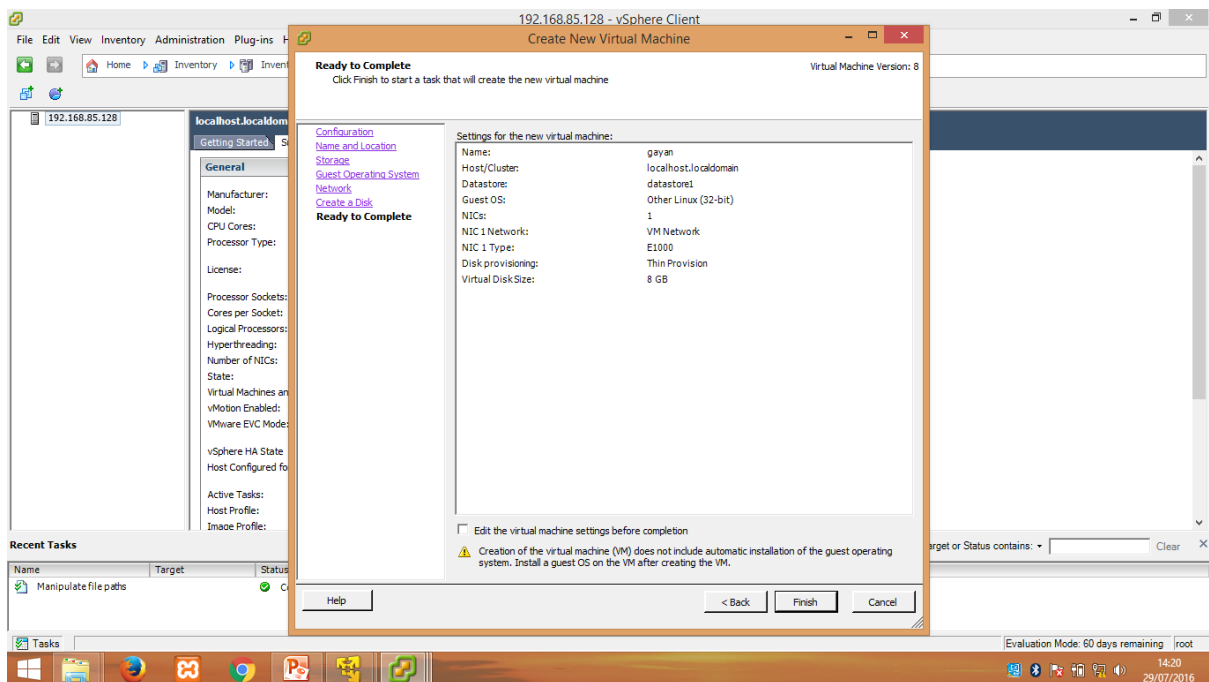 192.168.85.128 - vSphere Client
File Edit View Inventory Administration Plug-ins H
Home Inventory Invent
192.168.85.128
localhost.localdom
Getting Started
General
Manufacturer:
Model:
CPU Cores:
Processor Type:
License:
Processor Sockets:
Cores per Socket:
Logical Processors:
Hyperthreading:
Number of NICs:
State:
Virtual Machines an
vMotion Enabled:
VMware EVC Mode:
vSphere HA State
Host Configured fo
Active Tasks:
Host Profile:
Image Profile:
Create New Virtual Machine
Ready to Complete
Click Finish to start a task that will create the new virtual machine
Virtual Machine Version: 8
Configuration
Name and Location
Storage
Guest Operating System
Network
Create a Disk
Ready to Complete
Settings for the new virtual machine:
Name: gayan
Host/Cluster: localhost.localdomain
Datastore: datastore1
Guest OS: Other Linux (32-bit)
NICs: 1
NIC 1 Network: VM Network
NIC 1 Type: E1000
Disk provisioning: Thin Provision
Virtual Disk Size: 8 GB
Edit the virtual machine settings before completion
Creation of the virtual machine (VM) does not include automatic installation of the guest operating
system. Install a guest OS on the VM after creating the VM.
Help < Back Finish Cancel
Recent Tasks
arget or Status contains: Clear
Name Target Status
Manipulate file paths
Tasks
Evaluation Mode: 60 days remaining root
14:20
29/07/2016